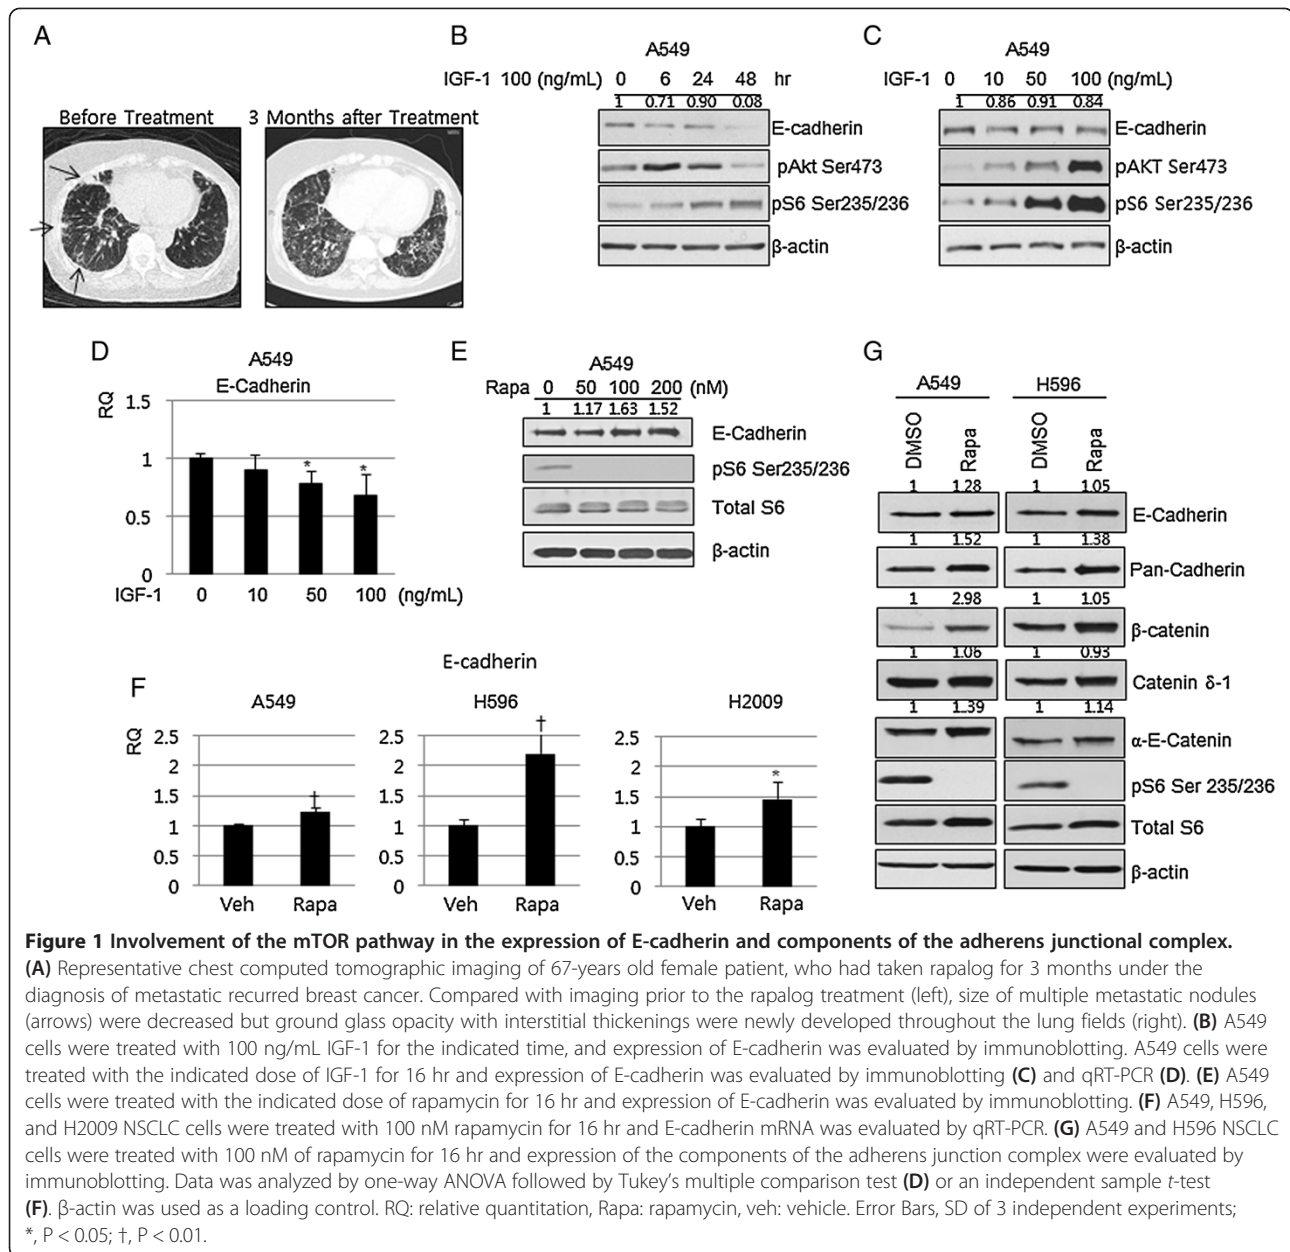 A
Before Treatment 3 Months after Treatment
B
A549
IGF-1 100 (ng/mL) 0 6 24 48 hr
1 0.71 0.90 0.08
E-cadherin
pAkt Ser473
pS6 Ser235/236
β-actin
C
A549
IGF-1 0 10 50 100 (ng/mL)
1 0.86 0.91 0.84
E-cadherin
pAKT Ser473
pS6 Ser235/236
β-actin
D
A549
E-Cadherin
RQ
1.5
1
0.5
0
* *
IGF-1 0 10 50 100 (ng/mL)
E
A549
Rapa 0 50 100 200 (nM)
1 1.17 1.63 1.52
E-Cadherin
pS6 Ser235/236
Total S6
β-actin
F
E-cadherin
A549
RQ
2.5
2
1.5
1
0.5
0
†
Veh Rapa
H596
2.5
2
1.5
1
0.5
0
†
Veh Rapa
H2009
2.5
2
1.5
1
0.5
0
*
Veh Rapa
G
A549 H596
DMSO Rapa DMSO Rapa
1 1.28 1 1.05
E-Cadherin
1 1.52 1 1.38
Pan-Cadherin
1 2.98 1 1.05
β-catenin
1 1.06 1 0.93
Catenin δ-1
1 1.39 1 1.14
α-E-Catenin
pS6 Ser 235/236
Total S6
β-actin
Figure 1 Involvement of the mTOR pathway in the expression of E-cadherin and components of the adherens junctional complex.
(A) Representative chest computed tomographic imaging of 67-years old female patient, who had taken rapalog for 3 months under the
diagnosis of metastatic recurred breast cancer. Compared with imaging prior to the rapalog treatment (left), size of multiple metastatic nodules
(arrows) were decreased but ground glass opacity with interstitial thickenings were newly developed throughout the lung fields (right). (B) A549
cells were treated with 100 ng/mL IGF-1 for the indicated time, and expression of E-cadherin was evaluated by immunoblotting. A549 cells were
treated with the indicated dose of IGF-1 for 16 hr and expression of E-cadherin was evaluated by immunoblotting (C) and qRT-PCR (D). (E) A549
cells were treated with the indicated dose of rapamycin for 16 hr and expression of E-cadherin was evaluated by immunoblotting. (F) A549, H596,
and H2009 NSCLC cells were treated with 100 nM rapamycin for 16 hr and E-cadherin mRNA was evaluated by qRT-PCR. (G) A549 and H596 NSCLC
cells were treated with 100 nM of rapamycin for 16 hr and expression of the components of the adherens junction complex were evaluated by
immunoblotting. Data was analyzed by one-way ANOVA followed by Tukey's multiple comparison test (D) or an independent sample t-test
(F). β-actin was used as a loading control. RQ: relative quantitation, Rapa: rapamycin, veh: vehicle. Error Bars, SD of 3 independent experiments;
*, P < 0.05; †, P < 0.01.